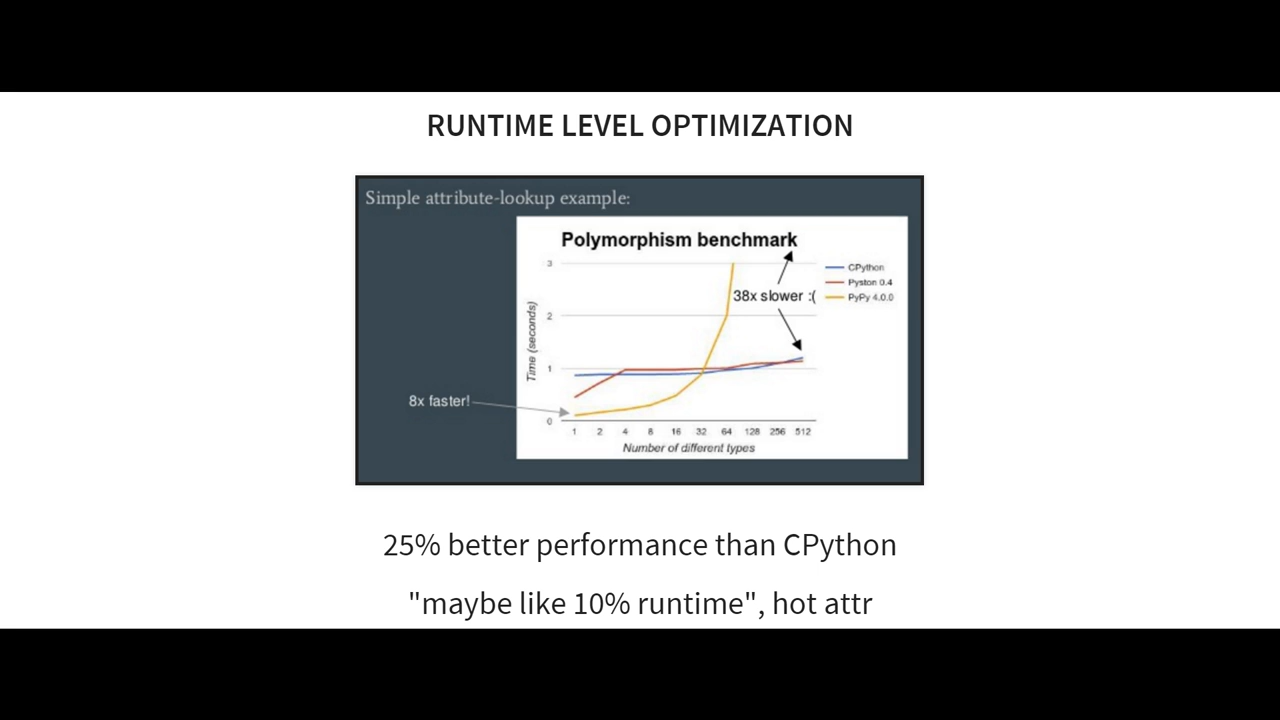 RUNTIME LEVEL OPTIMIZATION
Simple attribute-lookup example:
Polymorphism benchmark
CPython
Pyston 0.4
PyPy 4.0.0
38x slower :(
8x faster!
Time (seconds)
3
2
1
0
1 2 4 8 16 32 64 128 256 512
Number of different types
25% better performance than CPython
"maybe like 10% runtime", hot attr